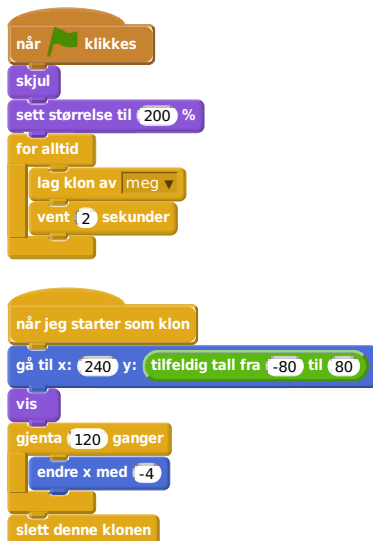 når klikkes
skjul
sett størrelse til 200 %
for alltid
lag klon av meg
vent 2 sekunder
når jeg starter som klon
gå til x: 240 y: tilfeldig tall fra -80 til 80
vis
gjenta 120 ganger
endre x med -4
slett denne klonen